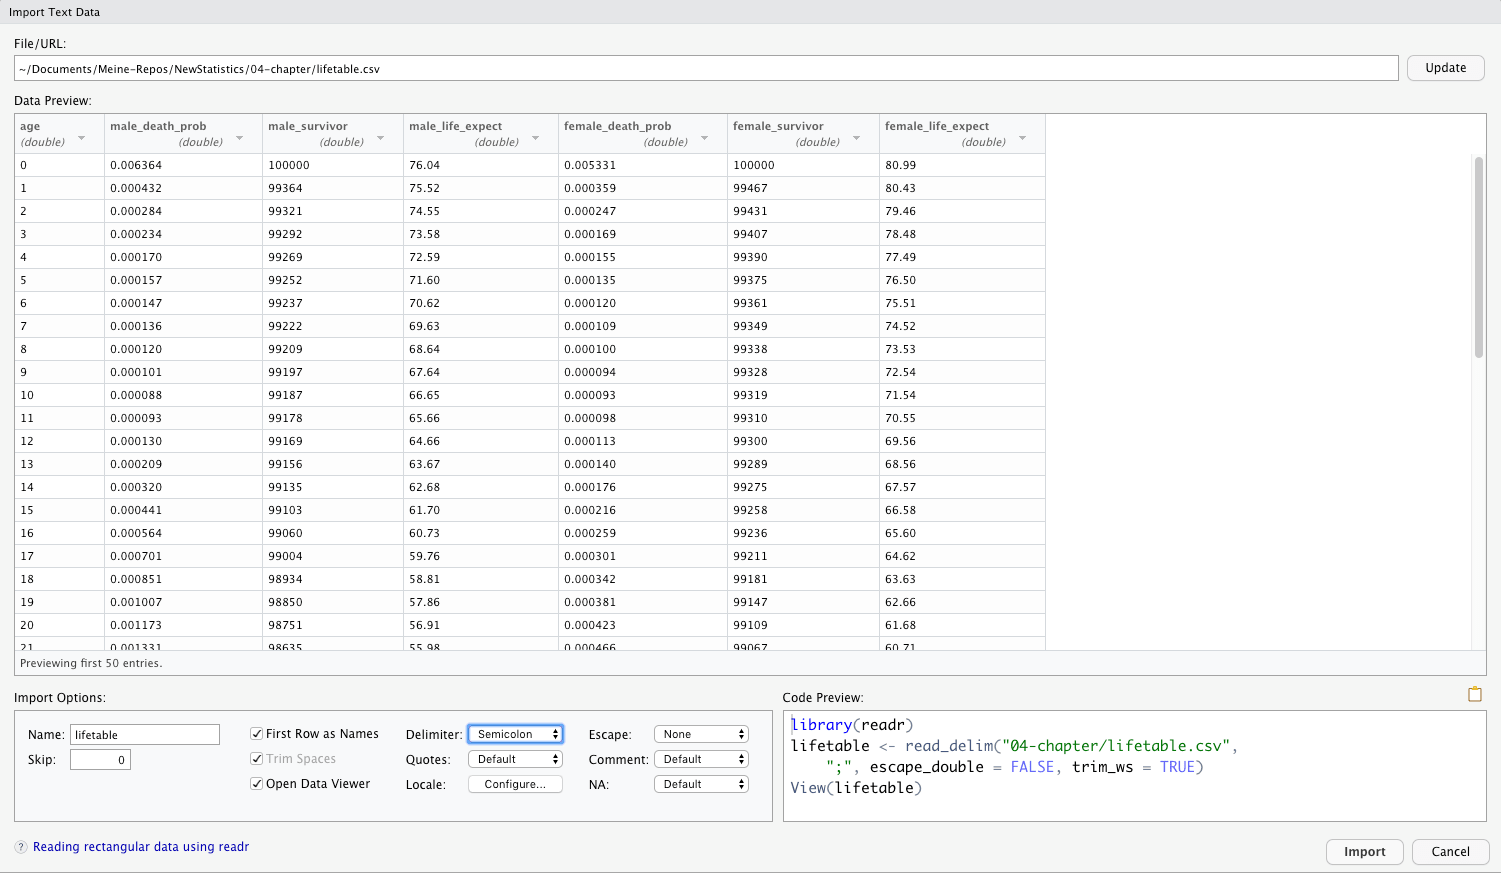 Import Text Data
File/URL:
~/Documents/Meine-Repos/NewStatistics/04-chapter/lifetable.csv
Update
Data Preview:
age male_death_prob male_survivor male_life_expect female_death_prob female_survivor female_life_expect
(double) (double) (double) (double) (double) (double) (double)
0 0.006364 100000 76.04 0.005331 100000 80.99
1 0.000432 99364 75.52 0.000359 99467 80.43
2 0.000284 99321 74.55 0.000247 99431 79.46
3 0.000234 99292 73.58 0.000169 99407 78.48
4 0.000170 99269 72.59 0.000155 99390 77.49
5 0.000157 99252 71.60 0.000135 99375 76.50
6 0.000147 99237 70.62 0.000120 99361 75.51
7 0.000136 99222 69.63 0.000109 99349 74.52
8 0.000120 99209 68.64 0.000100 99338 73.53
9 0.000101 99197 67.64 0.000094 99328 72.54
10 0.000088 99187 66.65 0.000093 99319 71.54
11 0.000093 99178 65.66 0.000098 99310 70.55
12 0.000130 99169 64.66 0.000113 99300 69.56
13 0.000209 99156 63.67 0.000140 99289 68.56
14 0.000320 99135 62.68 0.000176 99275 67.57
15 0.000441 99103 61.70 0.000216 99258 66.58
16 0.000564 99060 60.73 0.000259 99236 65.60
17 0.000701 99004 59.76 0.000301 99211 64.62
18 0.000851 98934 58.81 0.000342 99181 63.63
19 0.001007 98850 57.86 0.000381 99147 62.66
20 0.001173 98751 56.91 0.000423 99109 61.68
21 0.001331 98635 55.98 0.000466 99067 60.71
Previewing first 50 entries.
Import Options:
Name: lifetable
Skip: 0
First Row as Names
Trim Spaces
Open Data Viewer
Delimiter: Semicolon
Quotes: Default
Locale: Configure...
Escape: None
Comment: Default
NA: Default
Code Preview:
library(readr)
lifetable <- read_delim("04-chapter/lifetable.csv",
";", escape_double = FALSE, trim_ws = TRUE)
View(lifetable)
? Reading rectangular data using readr
Import
Cancel